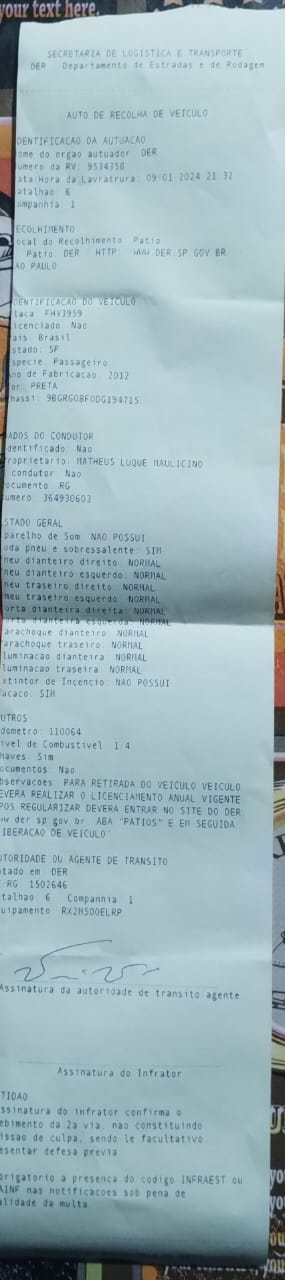 your text here.
SECRETARIA DE LOGISTICA E TRANSPORTE
DER Departamento de Estradas e de Rodagem
AUTO DE RECOLHA DE VEICULO
DENTIFICACAO DA AUTUACAO
ome do orgao autuador: DER
umero da RV: 9534358
ata/Hora da Lavratrura: 09/01/2024 21:32
atalhao 6
ompanhia 1
ECOLHIMENTO
ocal do Recolhimento Patio
Patio DER HTTP: WWW.DER.SP.GOV.BR
AO PAULO
DENTIFICACAO DO VEICULO
laca: FHY3959
icenciado: Nao
ais: Brasil
stado: SP
specie: Passageiro
no de Fabricacao: 2012
or: PRETA
hassi: 9BGRG08F0DG194715
ADOS DO CONDUTOR
dentificado: Nao
roprietario: MATHEUS LUQUE MAULICINO
condutor: Nao
ocumento: RG
umero: 364930603
STADO GERAL
parelho de Som: NAO POSSUI
oda pneu e sobressalente: SIM
neu dianteiro direito: NORMAL
neu dianteiro esquerdo: NORMAL
neu traseiro direito: NORMAL
neu traseiro esquerdo: NORMAL
orta dianteira direita: NORMAL
orta dianteira esquerda: NORMAL
arachoque dianteiro: NORMAL
arachoque traseiro: NORMAL
luminacao dianteira: NORMAL
luminacao traseira: NORMAL
xtintor de Incencio: NAO POSSUI
acaco: SIM
UTROS
dometro: 110064
ivel de Combustivel: 1/4
haves: Sim
ocumentos: Nao
bservacoes: PARA RETIRADA DO VEICULO VEICULO
EVERA REALIZAR O LICENCIAMENTO ANUAL VIGENTE
POS REGULARIZAR DEVERA ENTRAR NO SITE DO DER
ww.der.sp.gov.br ABA "PATIOS" E EM SEGUIDA
LIBERACAO DE VEICULO"
UTORIDADE OU AGENTE DE TRANSITO
otado em: DER
/RG: 1502646
talhao 6 Companhia 1
uipamento: RX2M500ELRP
Assinatura da autoridade de transito agente
Assinatura do Infrator
TIDAO
ssinatura do infrator confirma o
ebimento da 2a via, nao constituindo
issao de culpa, sendo le facultativo
esentar defesa previa
brigatorio a presenca do codigo INFRAEST ou
AINF nas notificacoes sob pena de
alidade da multa